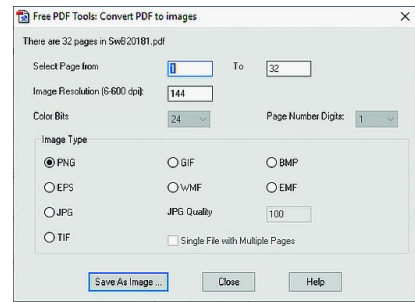 Free PDF Tools: Convert PDF to images
There are 32 pages in Sw820181.pdf
Select Page from 1 To 32
Image Resolution (6-600 dpi): 144
Color Bits 24 Page Number Digits: 1
Image Type
PNG GIF BMP
EPS WMF EMF
JPG JPG Quality 100
TIF Single File with Multiple Pages
Save As Image ... Close Help